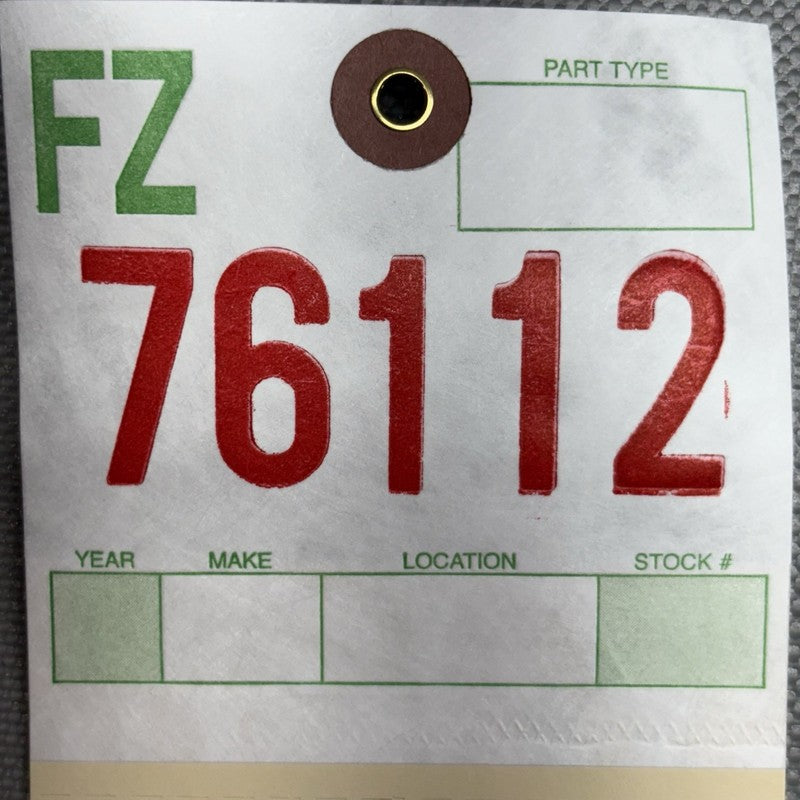 FZ
PART TYPE
76112
YEAR MAKE LOCATION STOCK #